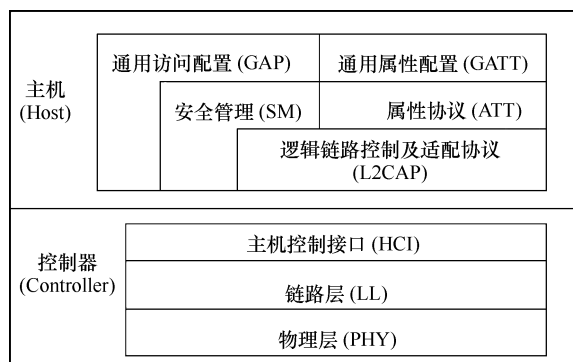 通用访问配置 (GAP)
通用属性配置 (GATT)
主机
(Host)
安全管理 (SM)
属性协议 (ATT)
逻辑链路控制及适配协议
(L2CAP)
主机控制接口 (HCI)
控制器
(Controller)
链路层 (LL)
物理层 (PHY)